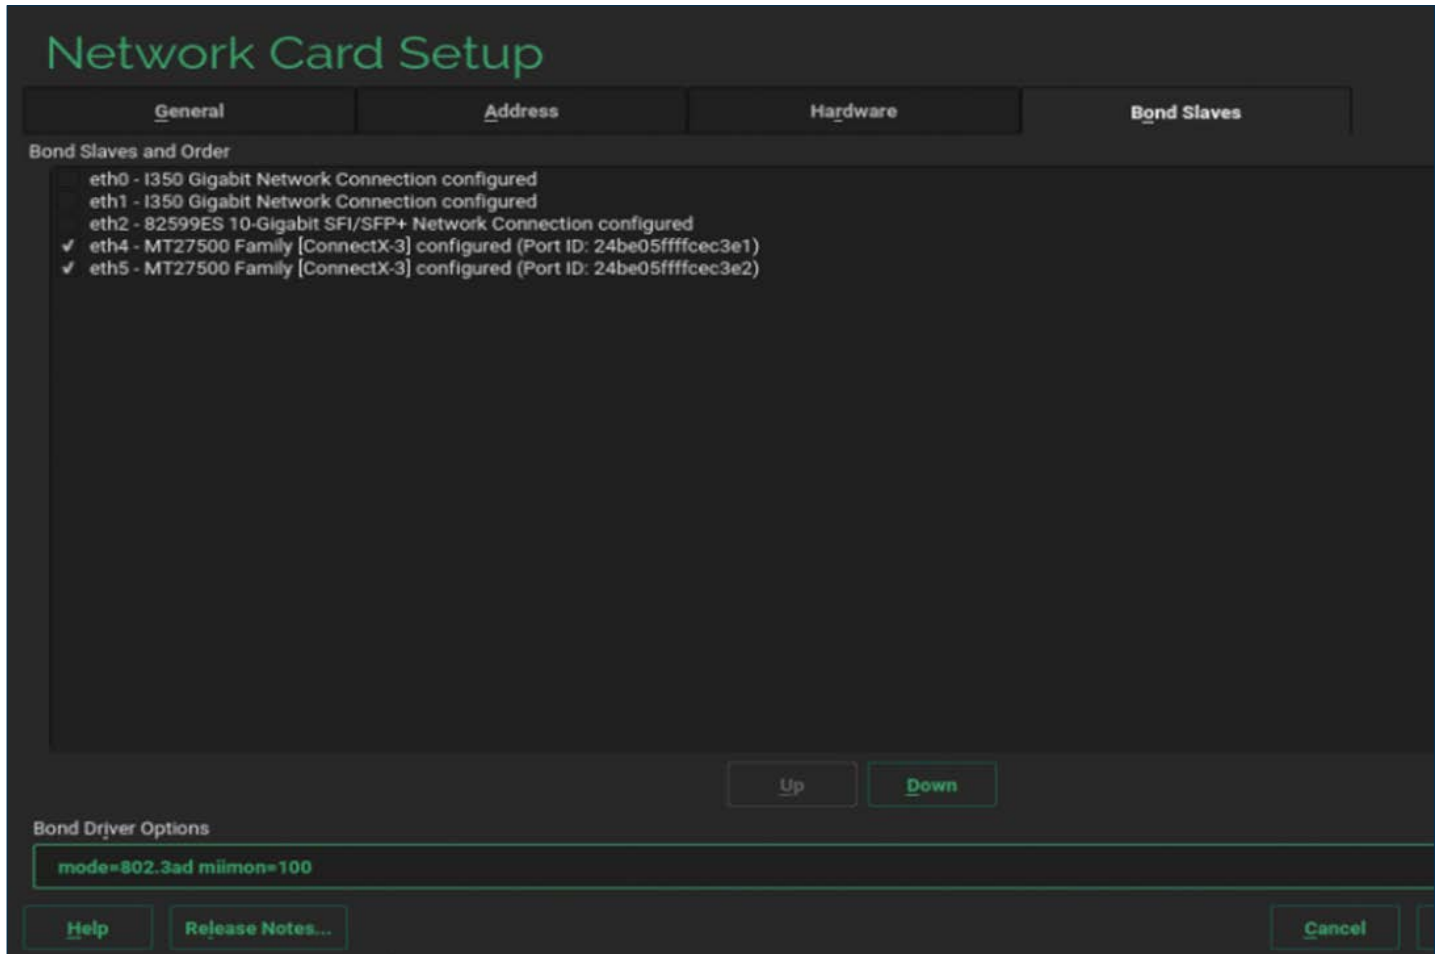 Network Card Setup
General Address Hardware Bond Slaves
Bond Slaves and Order
eth0 - I350 Gigabit Network Connection configured
eth1 - I350 Gigabit Network Connection configured
eth2 - 82599ES 10-Gigabit SFI/SFP+ Network Connection configured
✔ eth4 - MT27500 Family [ConnectX-3] configured (Port ID: 24be05ffffcec3e1)
✔ eth5 - MT27500 Family [ConnectX-3] configured (Port ID: 24be05ffffcec3e2)
Up Down
Bond Driver Options
mode=802.3ad miimon=100
Help Release Notes... Cancel